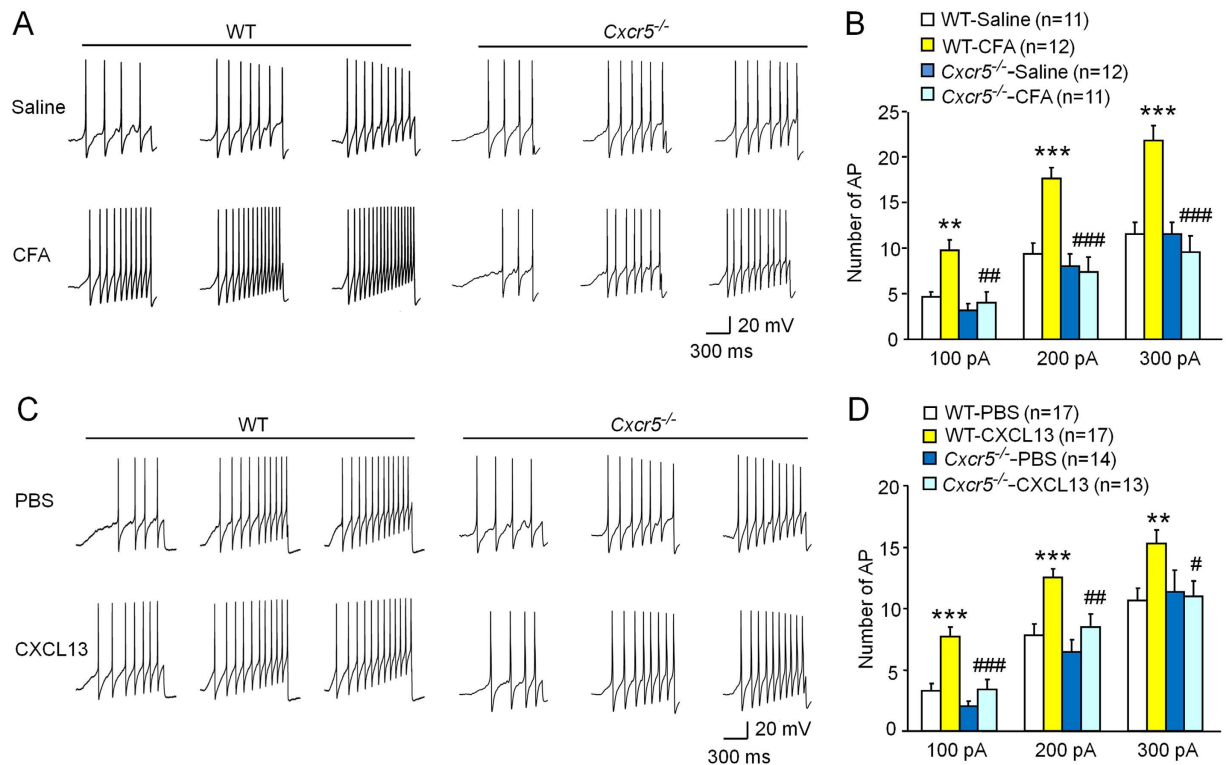 A
WT
Cxcr5-/-
Saline
CFA
20 mV
300 ms
B
WT-Saline (n=11)
WT-CFA (n=12)
Cxcr5-/--Saline (n=12)
Cxcr5-/--CFA (n=11)
Number of AP
25
20
15
10
5
0
**
##
***
###
***
###
100 pA
200 pA
300 pA
C
WT
Cxcr5-/-
PBS
CXCL13
20 mV
300 ms
D
WT-PBS (n=17)
WT-CXCL13 (n=17)
Cxcr5-/--PBS (n=14)
Cxcr5-/--CXCL13 (n=13)
Number of AP
20
15
10
5
0
***
###
***
##
**
#
100 pA
200 pA
300 pA